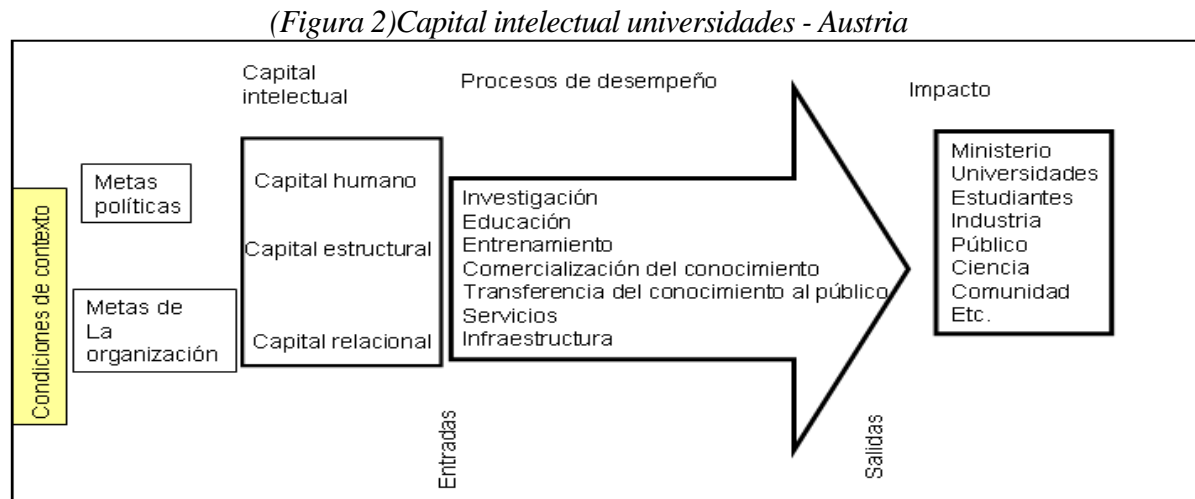 (Figura 2)Capital intelectual universidades - Austria
Condiciones de contexto
Metas
políticas
Metas de
La
organización
Capital
intelectual
Capital humano
Capital estructural
Capital relacional
Entradas
Procesos de desempeño
Investigación
Educación
Entrenamiento
Comercialización del conocimiento
Transferencia del conocimiento al público
Servicios
Infraestructura
Salidas
Impacto
Ministerio
Universidades
Estudiantes
Industria
Público
Ciencia
Comunidad
Etc.